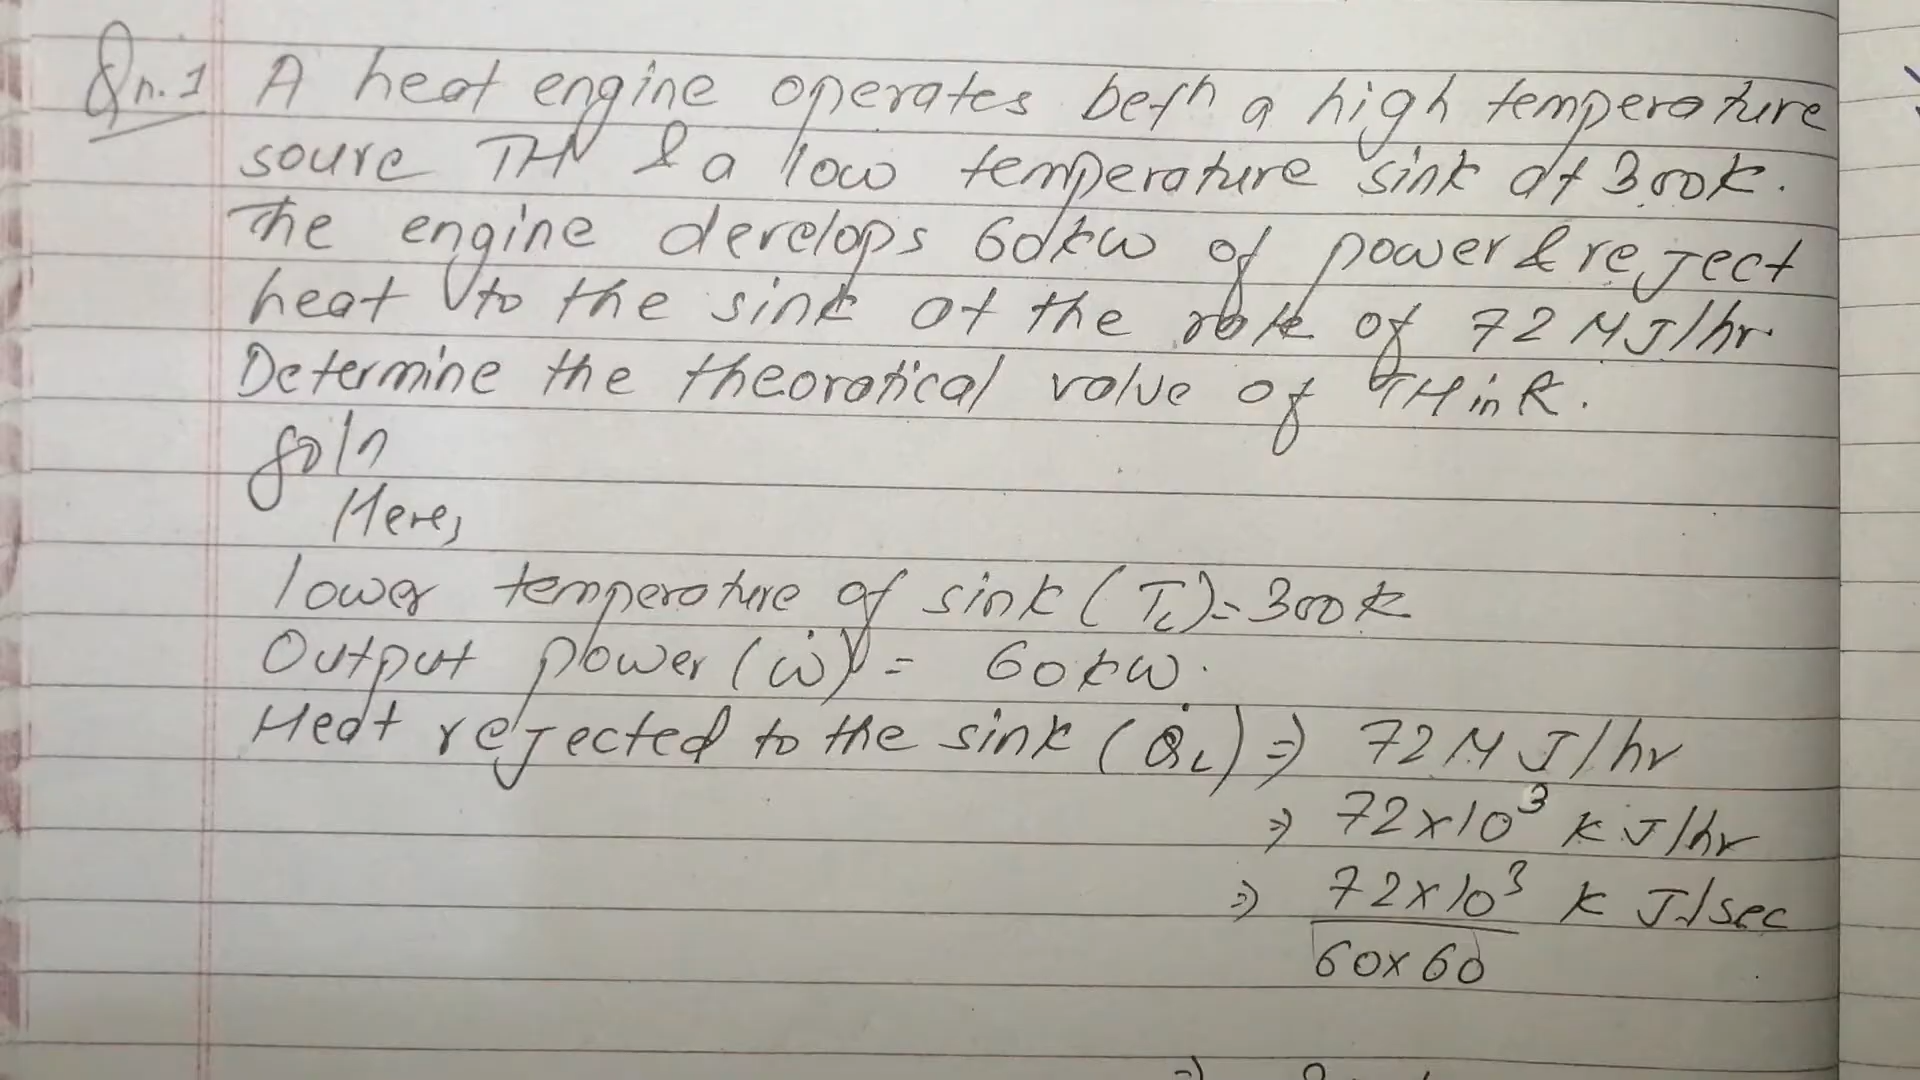 Qn.1 A heat engine operates betn a high temperature
sourc TH & a low temperature sink at 300K.
The engine develops 60kw of power & reject
heat to the sink at the rate of 72 MJ/hr.
Determine the theoratical value of TH in K.
Soln
Here,
lower temperature of sink (TL) = 300K
Output power (ẇ) = 60kw.
Heat rejected to the sink (Q̇L) ⇒ 72 MJ/hr
⇒ 72×10³ KJ/hr
⇒ 72×10³ / 60×60 KJ/sec